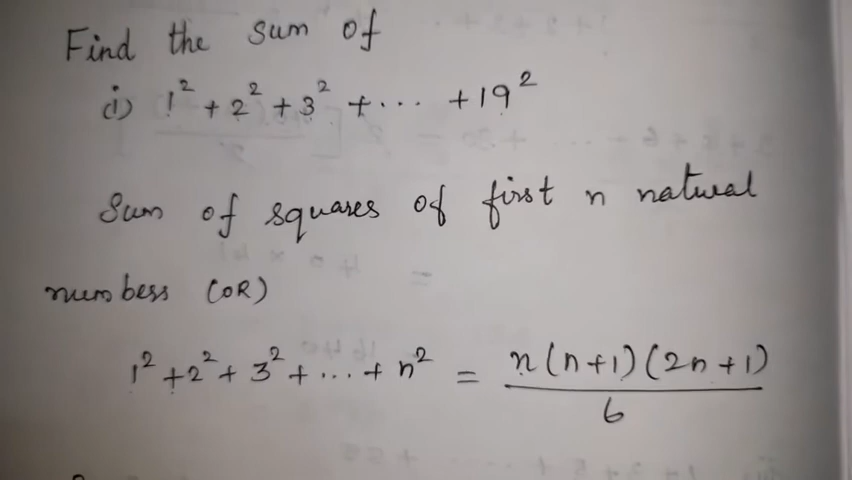 Find the sum of
(i) 1² + 2² + 3² + ... + 19²
Sum of squares of first n natural
numbers (OR)
1² + 2² + 3² + ... + n² = n(n+1)(2n+1)/6